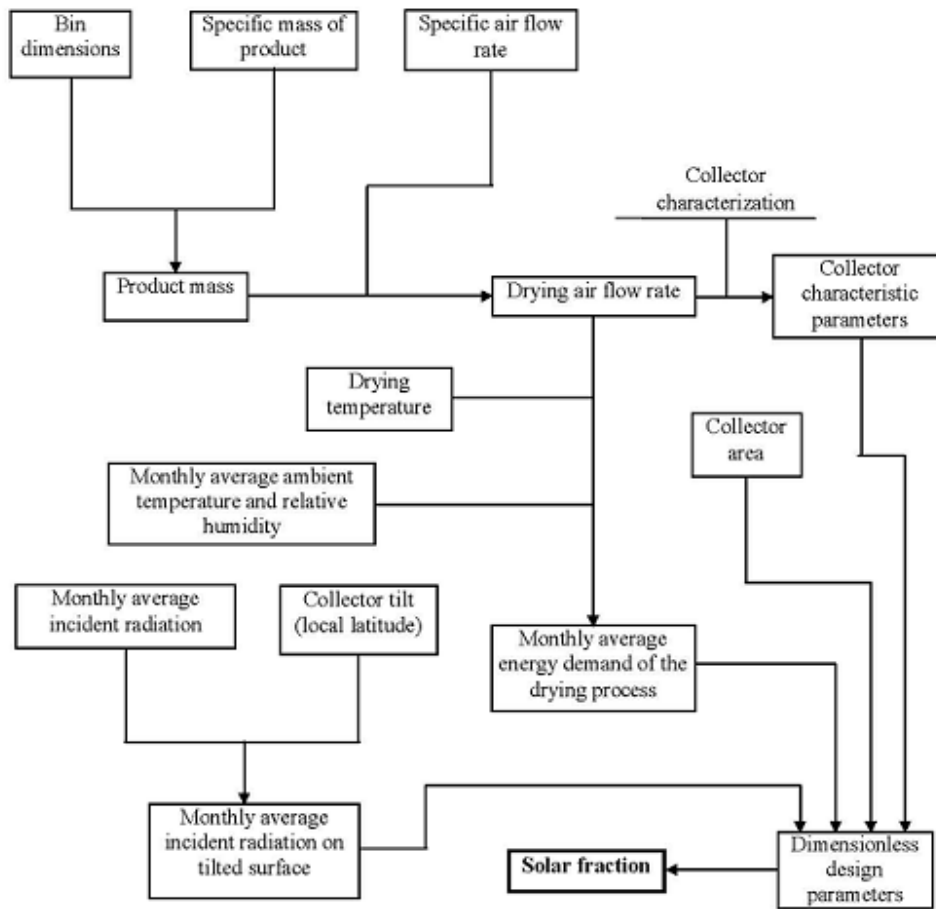 Bin
dimensions
Specific mass of
product
Specific air flow
rate
Collector
characterization
Product mass
Drying air flow rate
Collector
characteristic
parameters
Drying
temperature
Collector
area
Monthly average ambient
temperature and relative
humidity
Monthly average
incident radiation
Collector tilt
(local latitude)
Monthly average
energy demand of the
drying process
Monthly average
incident radiation on
tilted surface
Solar fraction
Dimensionless
design
parameters